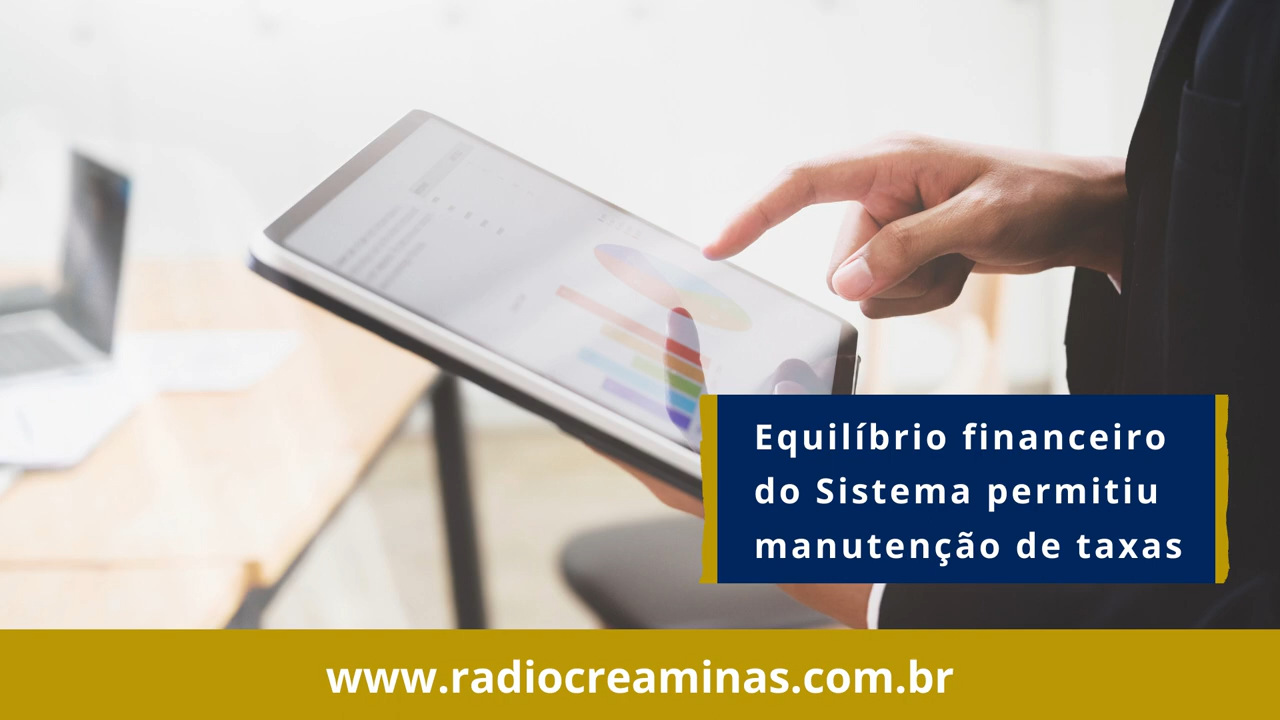 Equilíbrio financeiro
do Sistema permitiu
manutenção de taxas
www.radiocreaminas.com.br